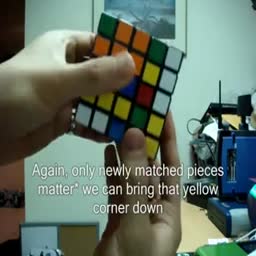 Again, only newly matched pieces
matter* we can bring that yellow
corner down